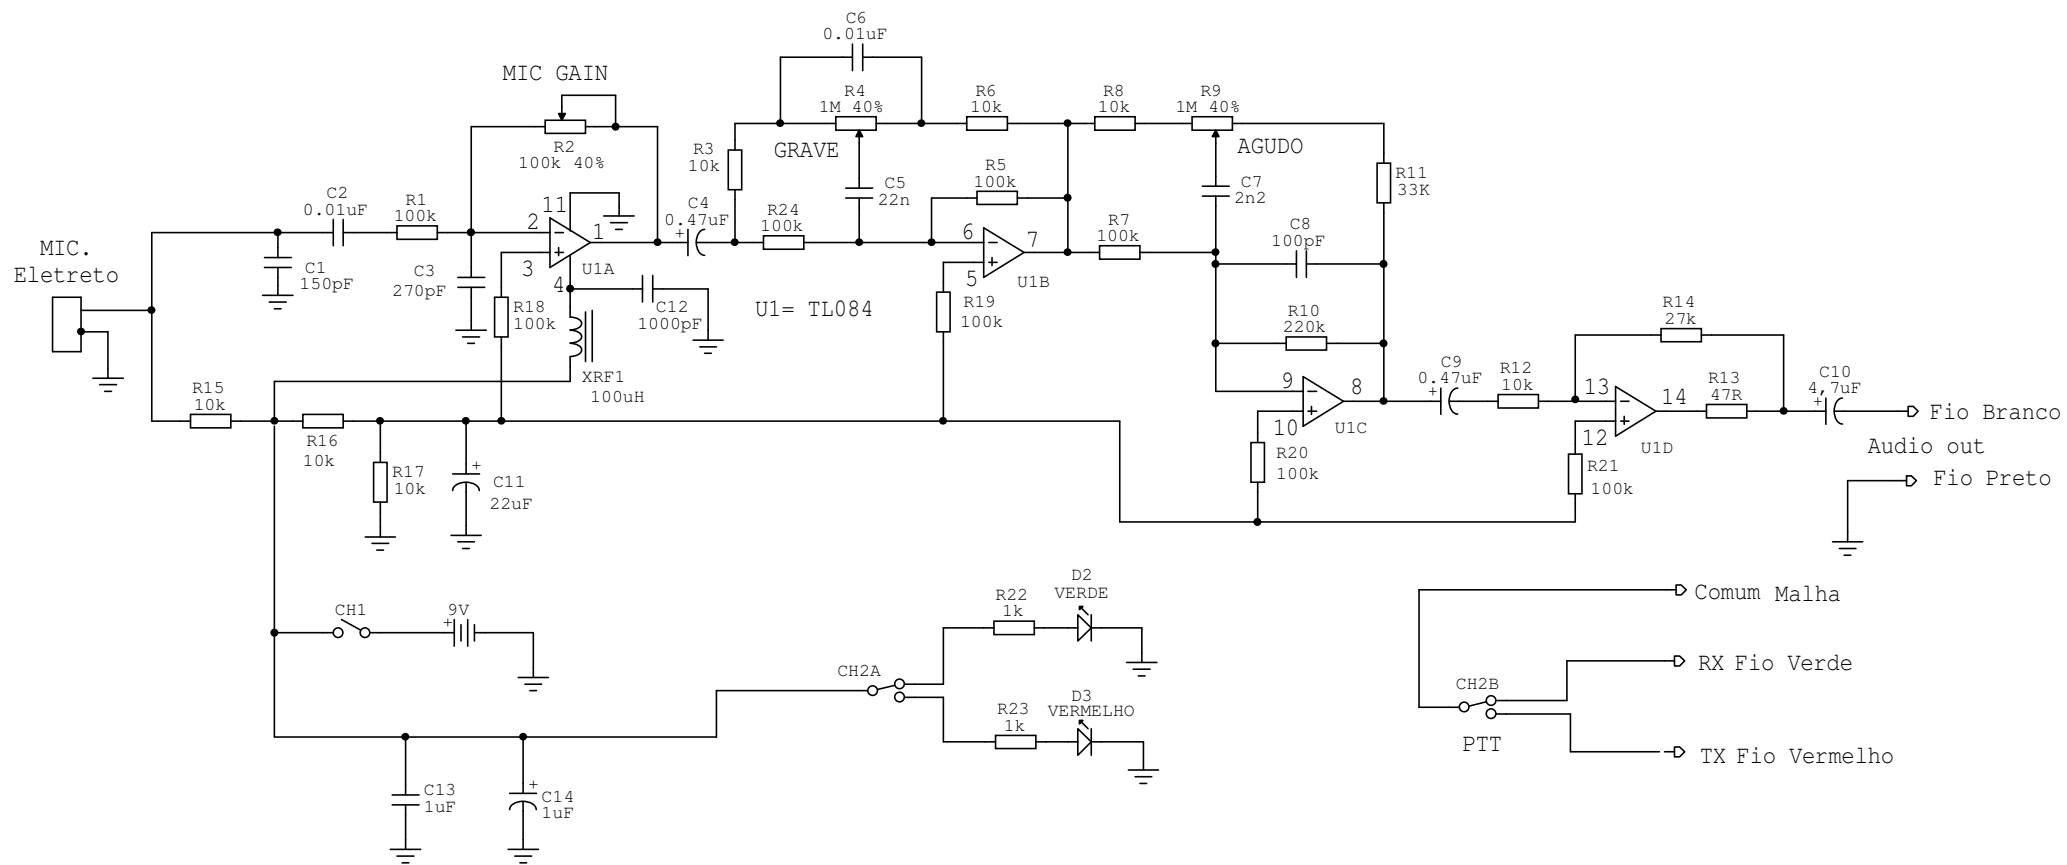 C6
0.01uF
MIC GAIN
R4
1M 40%
R6
10k
R8
10k
R9
1M 40%
R2
100k 40%
R3
10k
GRAVE
AGUDO
R5
100k
C5
22n
C7
2n2
R11
33K
C2
0.01uF
R1
100k
11
2
1
3
4
U1A
C4
0.47uF
+
R24
100k
6
7
5
U1B
R7
100k
C8
100pF
MIC.
Eletreto
C1
150pF
C3
270pF
R18
100k
C12
1000pF
U1= TL084
R19
100k
R10
220k
R14
27k
XRF1
100uH
R15
10k
R16
10k
R17
10k
+
C11
22uF
9
8
10
U1C
R20
100k
C9
0.47uF
+
R12
10k
13
14
12
U1D
R13
47R
C10
4,7uF
+
R21
100k
Fio Branco
Audio out
Fio Preto
CH1
9V
+
CH2A
R22
1k
D2
VERDE
R23
1k
D3
VERMELHO
Comum Malha
RX Fio Verde
CH2B
PTT
TX Fio Vermelho
C13
1uF
+
C14
1uF